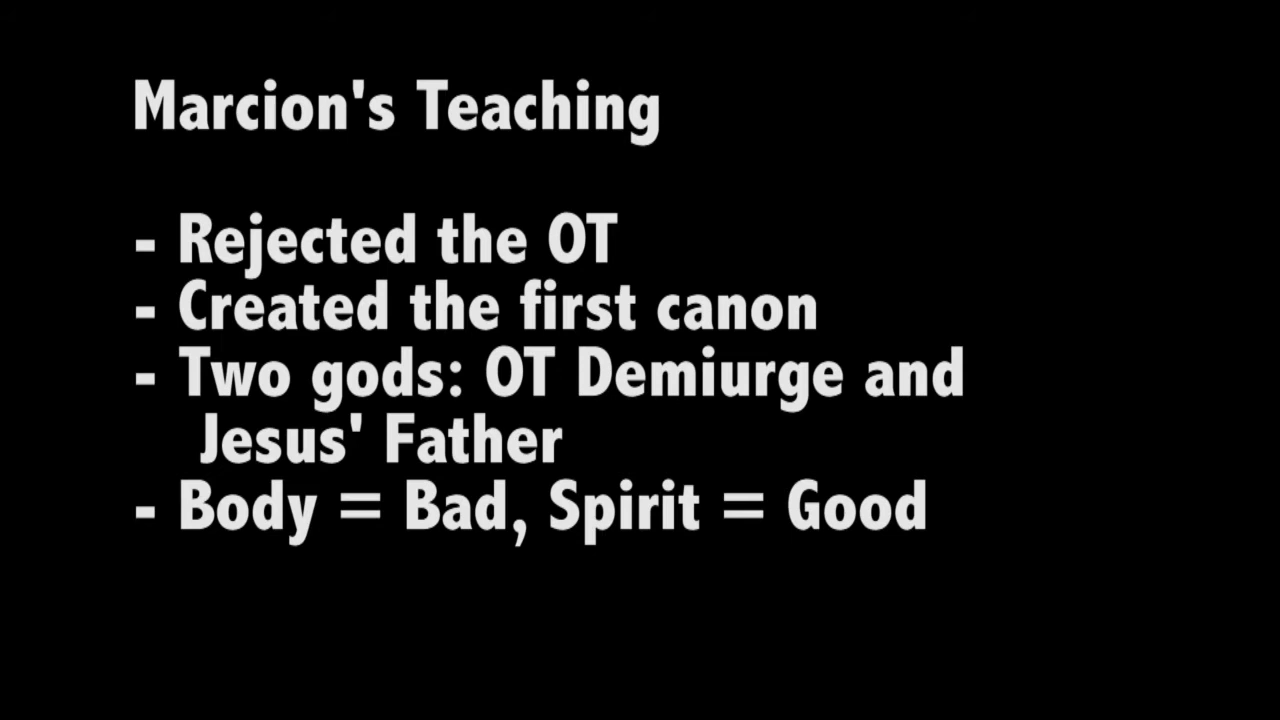 Marcion's Teaching
- Rejected the OT
- Created the first canon
- Two gods: OT Demiurge and
Jesus' Father
- Body = Bad, Spirit = Good